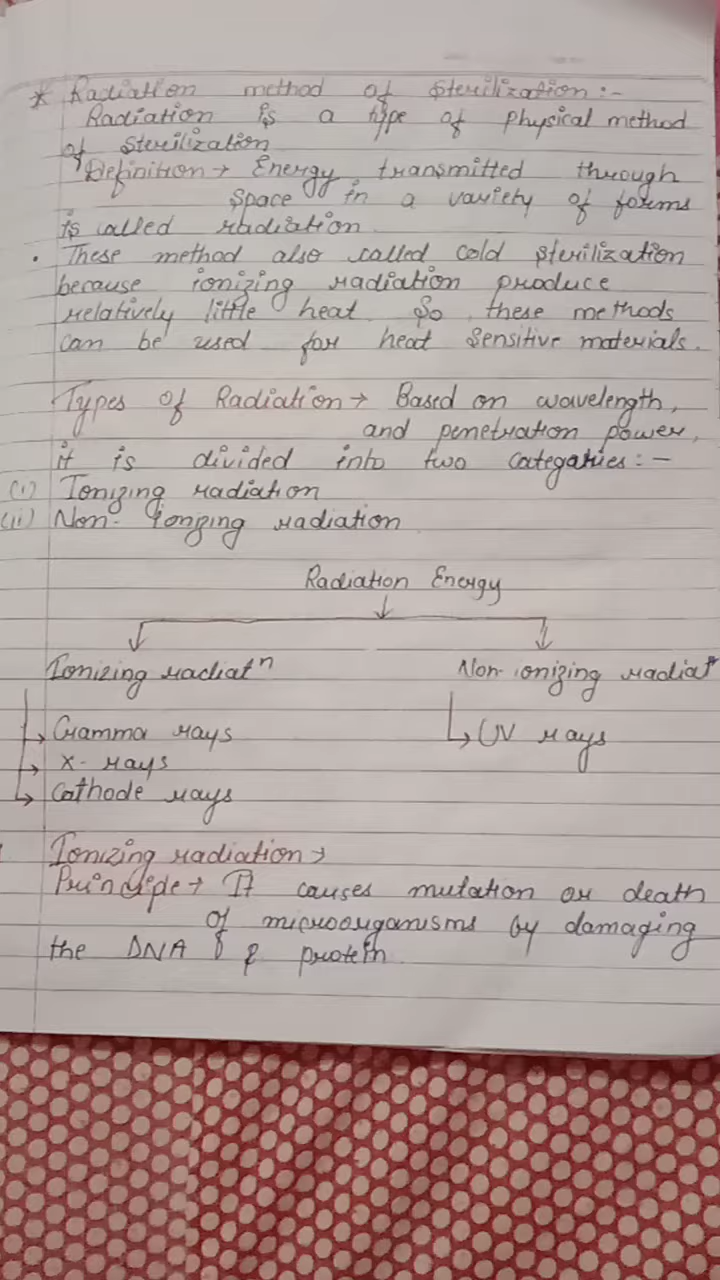 * Radiation method of sterilization:-
Radiation is a type of physical method
of sterilization
Definition → Energy transmitted through
space in a variety of forms
is called radiation
. These method also called cold sterilization
because ionizing radiation produce
relatively little heat. So these methods
can be used for heat sensitive materials.
Types of Radiation → Based on wavelength,
and penetration power,
it is divided into two categaries:-
(i) Ionizing radiation
(ii) Non-Ionizing radiation
Radiation Energy
Ionizing radiatn
Non-ionizing radiatn
Gamma rays
UV rays
X-rays
Cathode rays
Ionizing radiation →
Principle → It causes mutation or death
of microorganisms by damaging
the DNA & protein